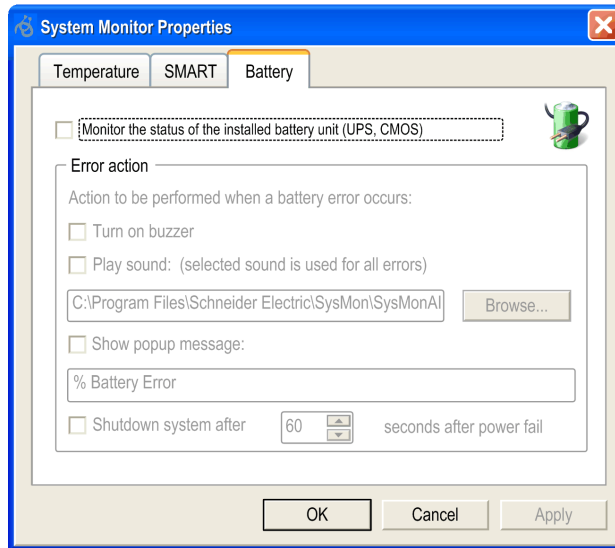 System Monitor Properties
Temperature SMART Battery
Monitor the status of the installed battery unit (UPS, CMOS)
Error action
Action to be performed when a battery error occurs:
Turn on buzzer
Play sound: (selected sound is used for all errors)
C:\Program Files\Schneider Electric\SysMon\SysMonAl Browse...
Show popup message:
% Battery Error
Shutdown system after 60 seconds after power fail
OK Cancel Apply